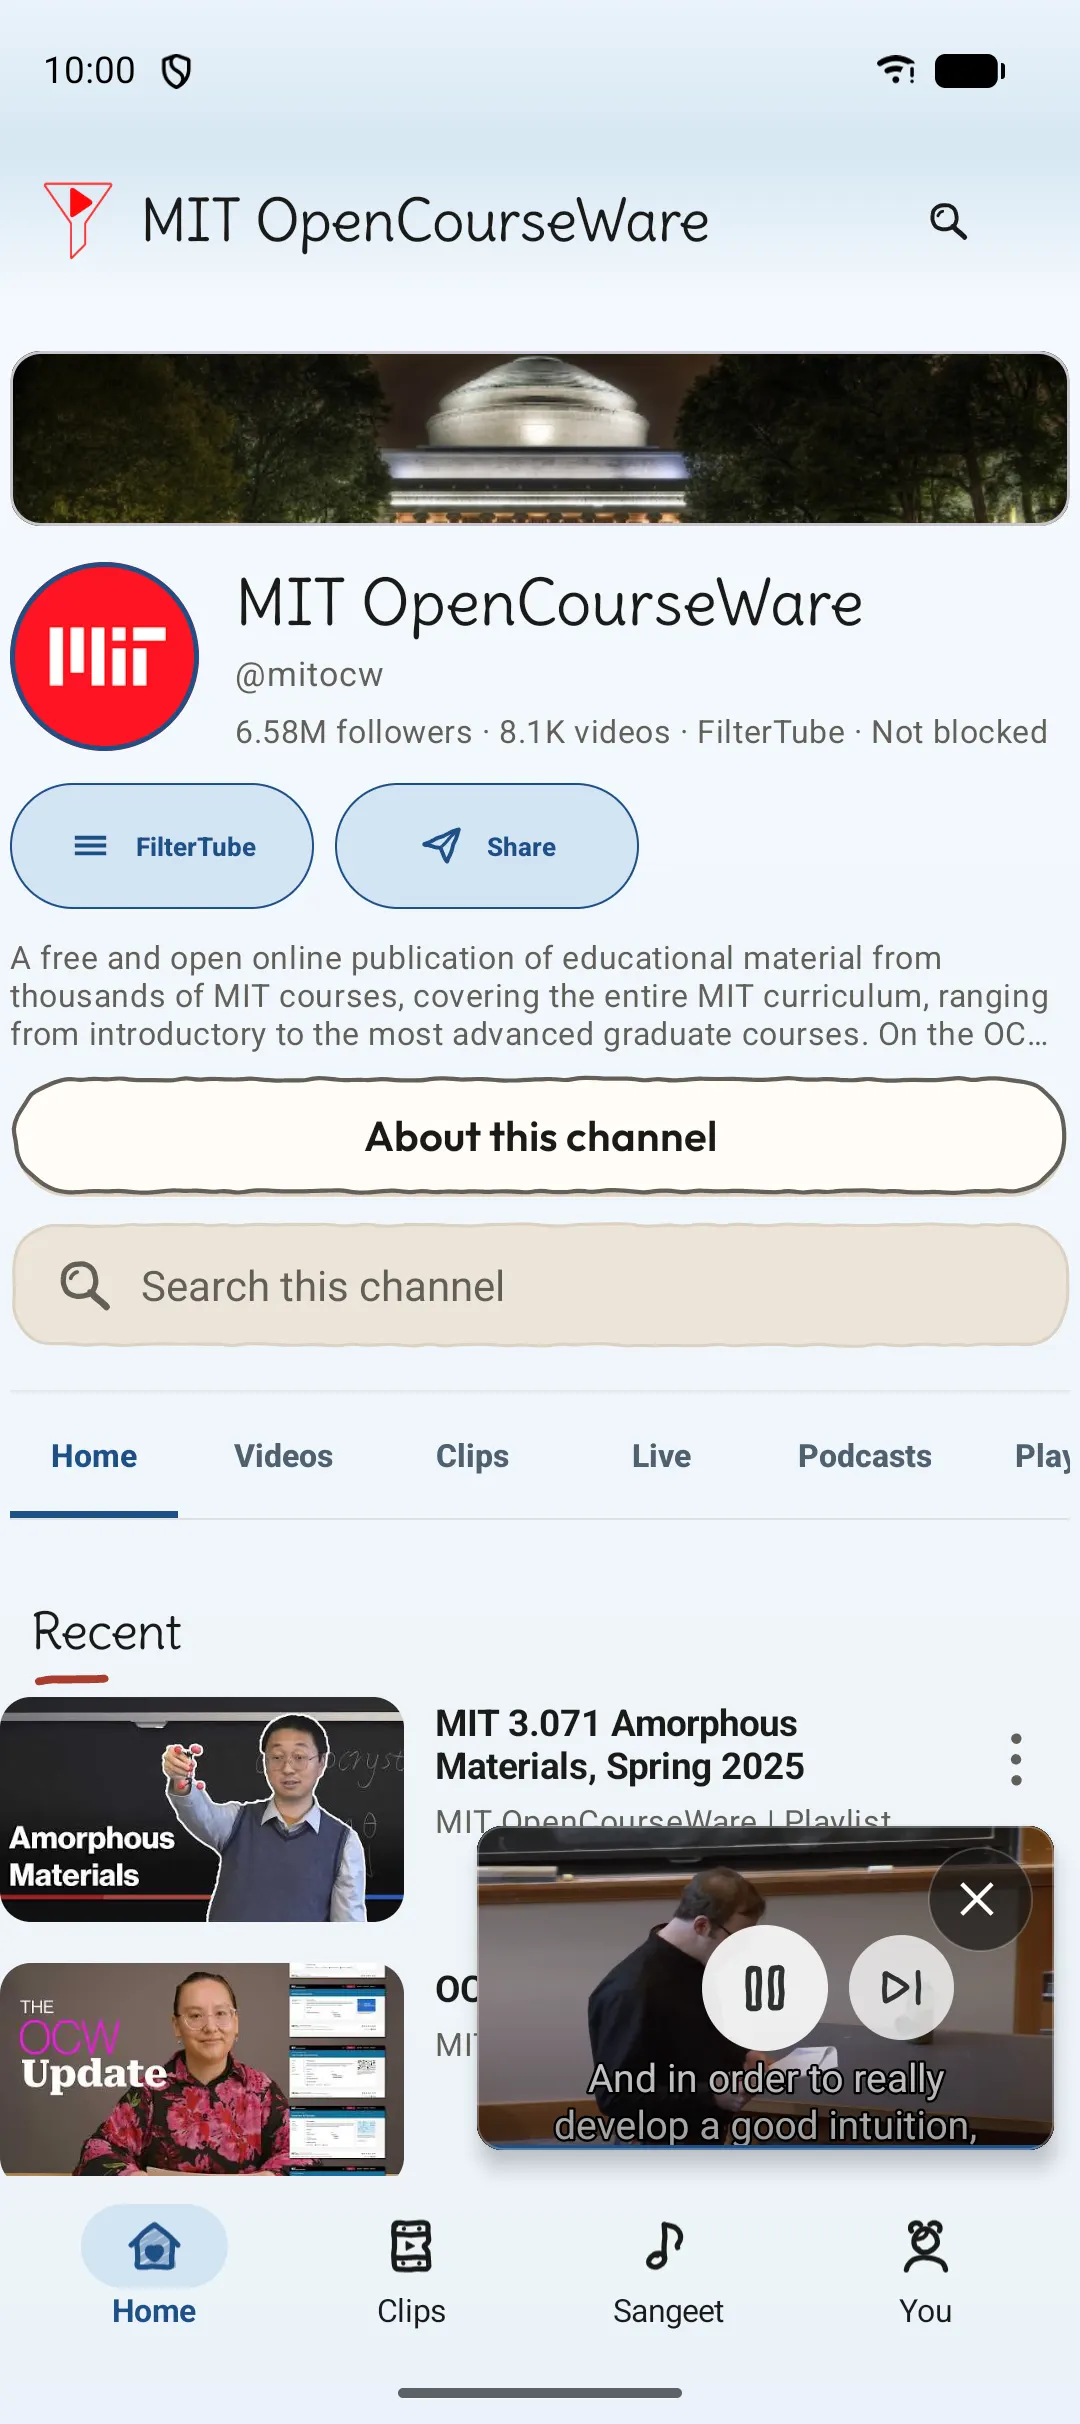 10:00
MIT OpenCourseWare
MIT OpenCourseWare
@mitocw
6.58M followers · 8.1K videos · FilterTube · Not blocked
FilterTube
Share
A free and open online publication of educational material from
thousands of MIT courses, covering the entire MIT curriculum, ranging
from introductory to the most advanced graduate courses. On the OC…
About this channel
Search this channel
Home Videos Clips Live Podcasts Play
Recent
Amorphous
Materials
MIT 3.071 Amorphous
Materials, Spring 2025
MIT OpenCourseWare | Playlist
THE
OCW
Update
OC
MIT
And in order to really
develop a good intuition,
Home Clips Sangeet You